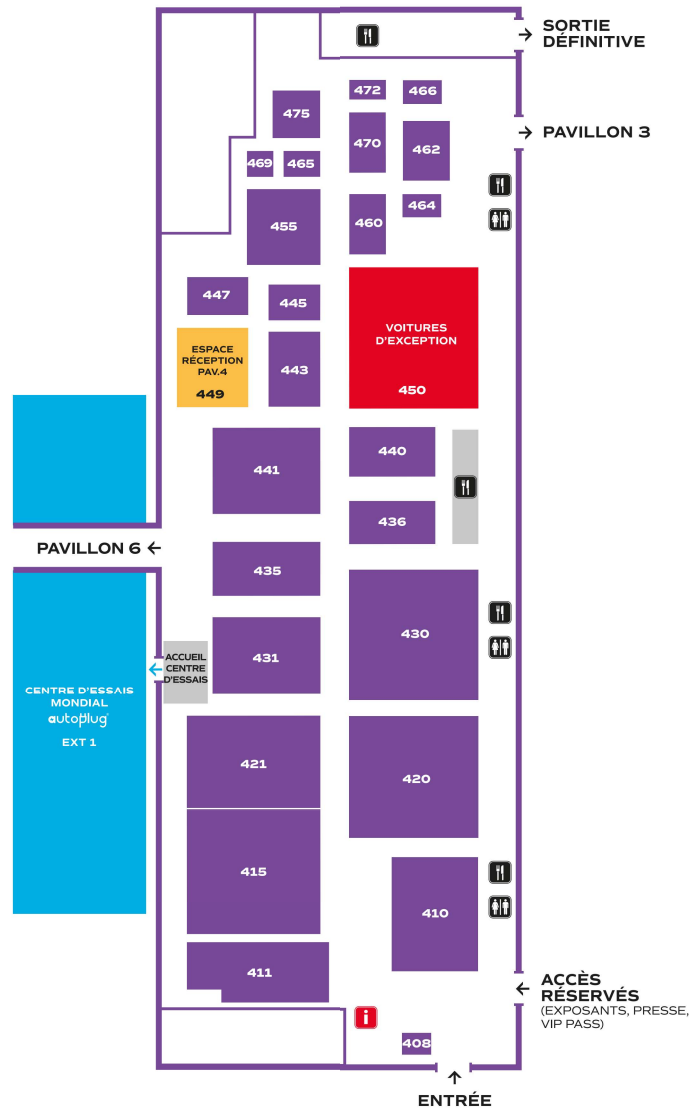 SORTIE
DÉFINITIVE
472
466
475
PAVILLON 3
470
462
469
465
464
455
460
447
445
VOITURES
D'EXCEPTION
450
ESPACE
RÉCEPTION
PAV.4
449
443
440
441
436
PAVILLON 6
435
430
431
ACCUEIL
CENTRE
D'ESSAIS
CENTRE D'ESSAIS
MONDIAL
autoplug
EXT 1
421
420
415
410
411
ACCÈS
RÉSERVÉS
(EXPOSANTS, PRESSE,
VIP PASS)
i
408
ENTRÉE